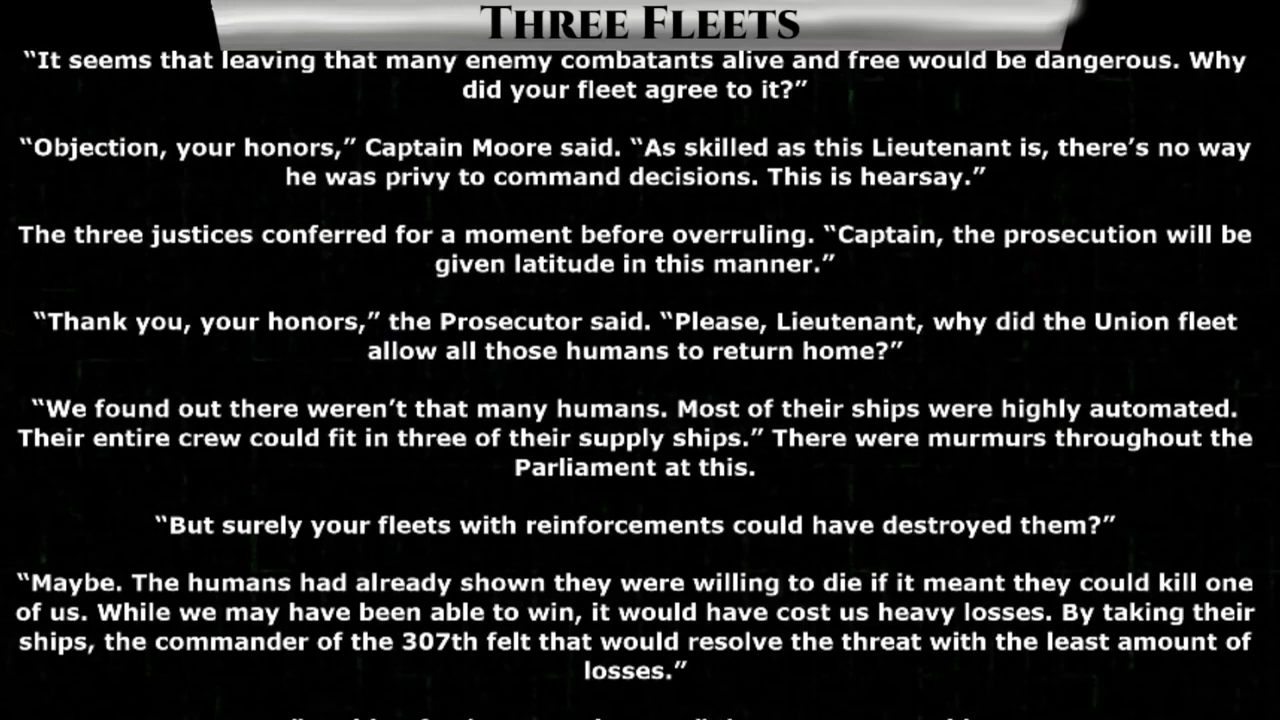 THREE FLEETS
“It seems that leaving that many enemy combatants alive and free would be dangerous. Why
did your fleet agree to it?”
“Objection, your honors,” Captain Moore said. “As skilled as this Lieutenant is, there’s no way
he was privy to command decisions. This is hearsay.”
The three justices conferred for a moment before overruling. “Captain, the prosecution will be
given latitude in this manner.”
“Thank you, your honors,” the Prosecutor said. “Please, Lieutenant, why did the Union fleet
allow all those humans to return home?”
“We found out there weren’t that many humans. Most of their ships were highly automated.
Their entire crew could fit in three of their supply ships.” There were murmurs throughout the
Parliament at this.
“But surely your fleets with reinforcements could have destroyed them?”
“Maybe. The humans had already shown they were willing to die if it meant they could kill one
of us. While we may have been able to win, it would have cost us heavy losses. By taking their
ships, the commander of the 307th felt that would resolve the threat with the least amount of
losses.”